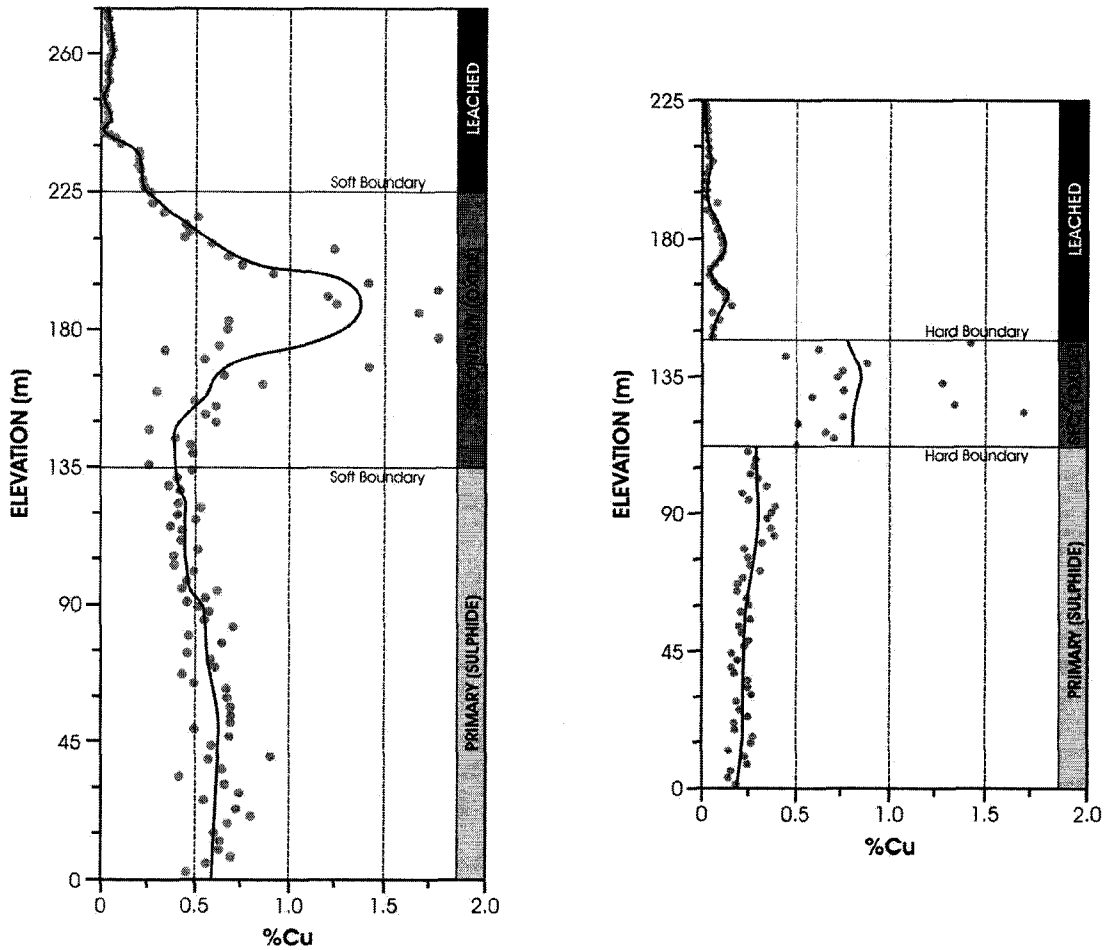 260
LEACHED
Soft Boundary
225
SECONDARY (OXIDE)
180
ELEVATION (m)
135
Soft Boundary
90
PRIMARY (SULPHIDE)
45
0
0 0.5 1.0 1.5 2.0
%Cu
225
LEACHED
180
Hard Boundary
135
ELEVATION (m)
Hard Boundary
90
PRIMARY (SULPHIDE)
45
0
0 0.5 1.0 1.5 2.0
%Cu